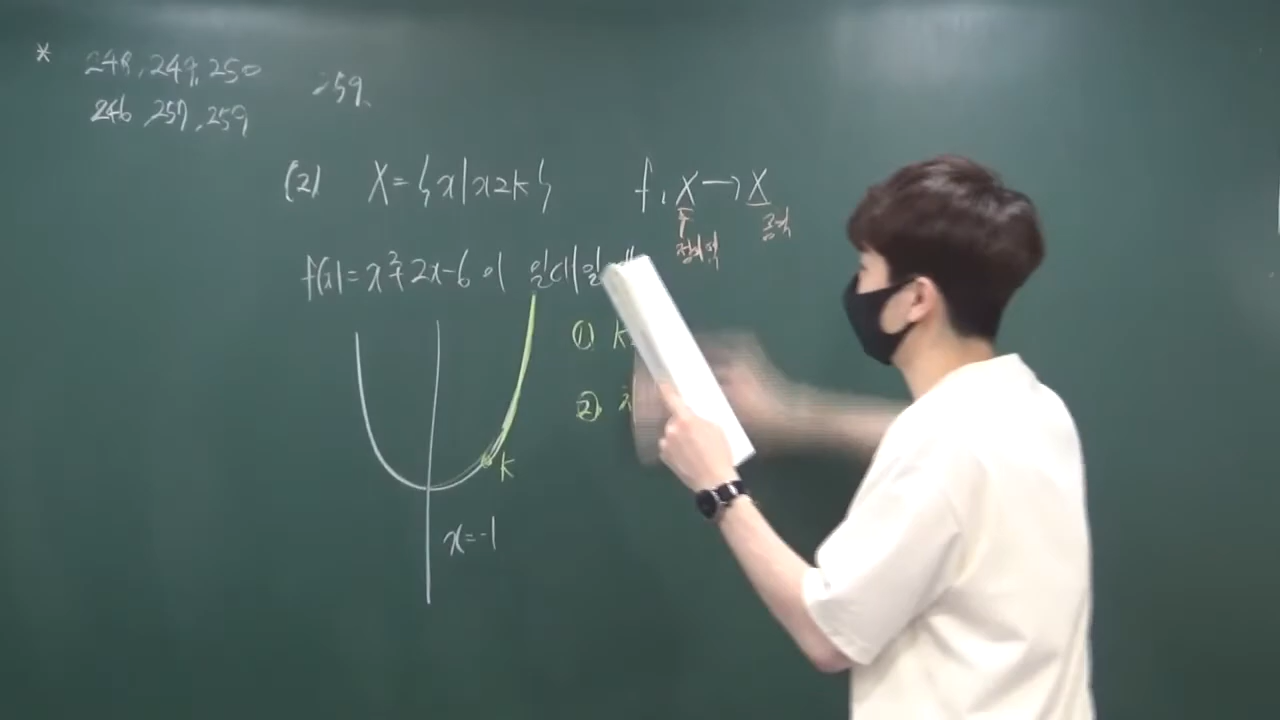 * 248, 249, 250
246, 257, 259
259
(2) X={x|x≥k} f: X→X
정의역 공역
f(x)=x²+2x-6 이 일대일
① k
②
k
x=-1